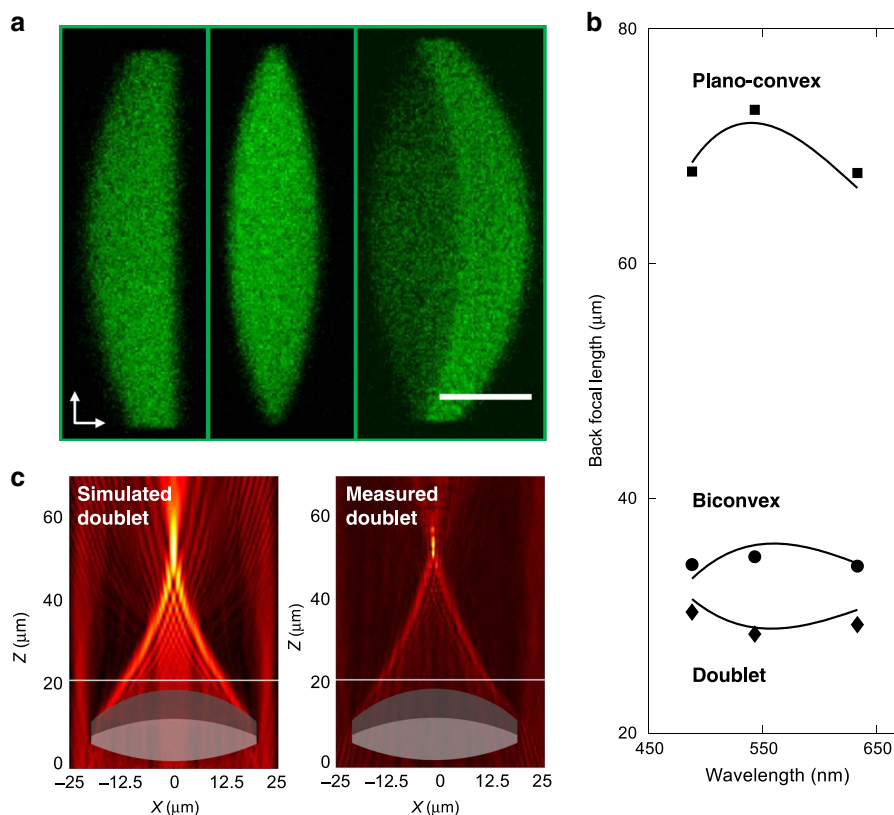 a
b
80
Plano-convex
60
Back focal length (μm)
40
Biconvex
Doublet
20
450
550
650
Wavelength (nm)
c
Simulated
doublet
60
40
20
0
Z (μm)
−25
−12.5
0
12.5
25
X (μm)
Measured
doublet
60
40
20
0
Z (μm)
−25
−12.5
0
12.5
25
X (μm)